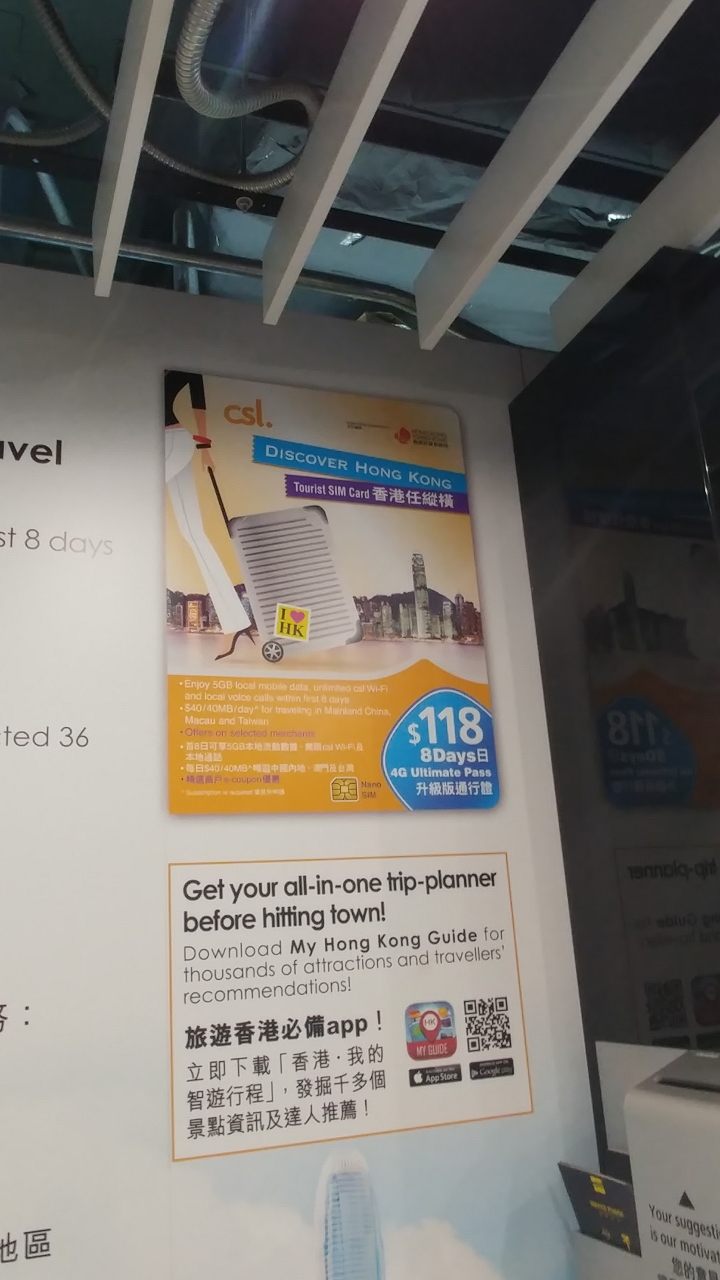 avel
st 8 days
cted 36
務：
地區
csl.
DISCOVER HONG KONG
Tourist SIM Card 香港任縱橫
I ♥
HK
• Enjoy 5GB local mobile data, unlimited csl Wi-Fi
and local voice calls within first 8 days
• $40/40MB/day^ for traveling in Mainland China,
Macau and Taiwan
• Offers on selected merchants
• 首8日可享5GB本地流動數據、無限csl Wi-Fi及
本地通話
• 每日$40/40MB^暢遊中國內地、澳門及台灣
• 精選商戶e-coupon優惠
Nano
SIM
$118
8Days日
4G Ultimate Pass
升級版通行證
Get your all-in-one trip-planner
before hitting town!
Download My Hong Kong Guide for
thousands of attractions and travellers'
recommendations!
旅遊香港必備app！
立即下載「香港·我的
智遊行程」，發掘千多個
景點資訊及達人推薦！
HK
MY GUIDE
App Store
Google play
Your suggesti
is our motivat
您的意